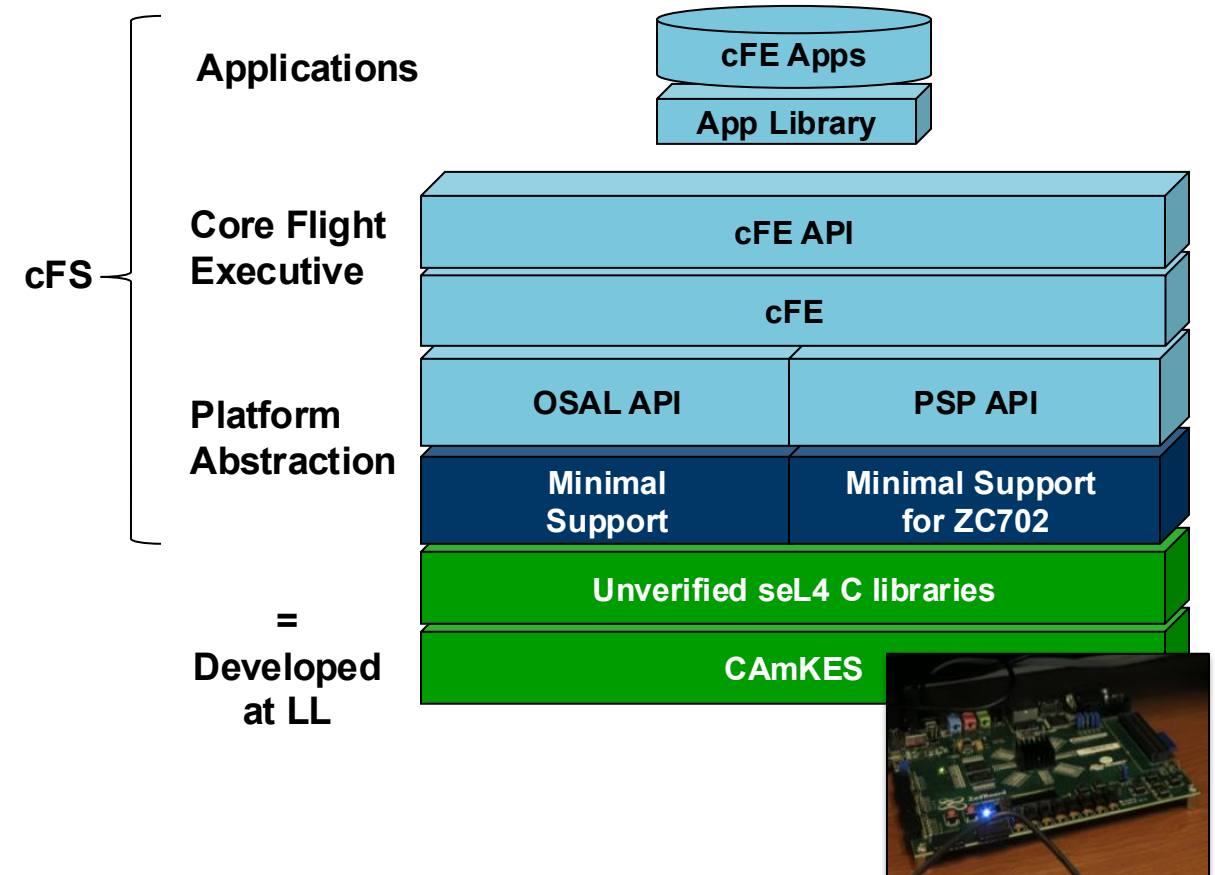 Applications
cFE Apps
App Library
cFS
Core Flight
Executive
cFE API
cFE
Platform
Abstraction
OSAL API
PSP API
Minimal
Support
Minimal Support
for ZC702
Unverified seL4 C libraries
=
Developed
at LL
CAmKES